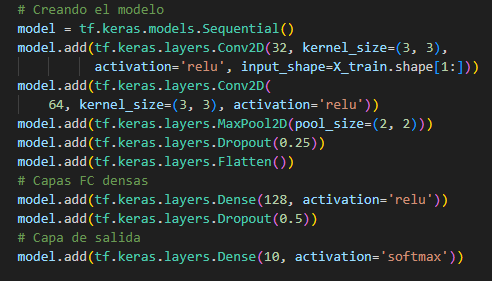 # Creando el modelo
model = tf.keras.models.Sequential()
model.add(tf.keras.layers.Conv2D(32, kernel_size=(3, 3),
        activation='relu', input_shape=X_train.shape[1:]))
model.add(tf.keras.layers.Conv2D(
    64, kernel_size=(3, 3), activation='relu'))
model.add(tf.keras.layers.MaxPool2D(pool_size=(2, 2)))
model.add(tf.keras.layers.Dropout(0.25))
model.add(tf.keras.layers.Flatten())
# Capas FC densas
model.add(tf.keras.layers.Dense(128, activation='relu'))
model.add(tf.keras.layers.Dropout(0.5))
# Capa de salida
model.add(tf.keras.layers.Dense(10, activation='softmax'))